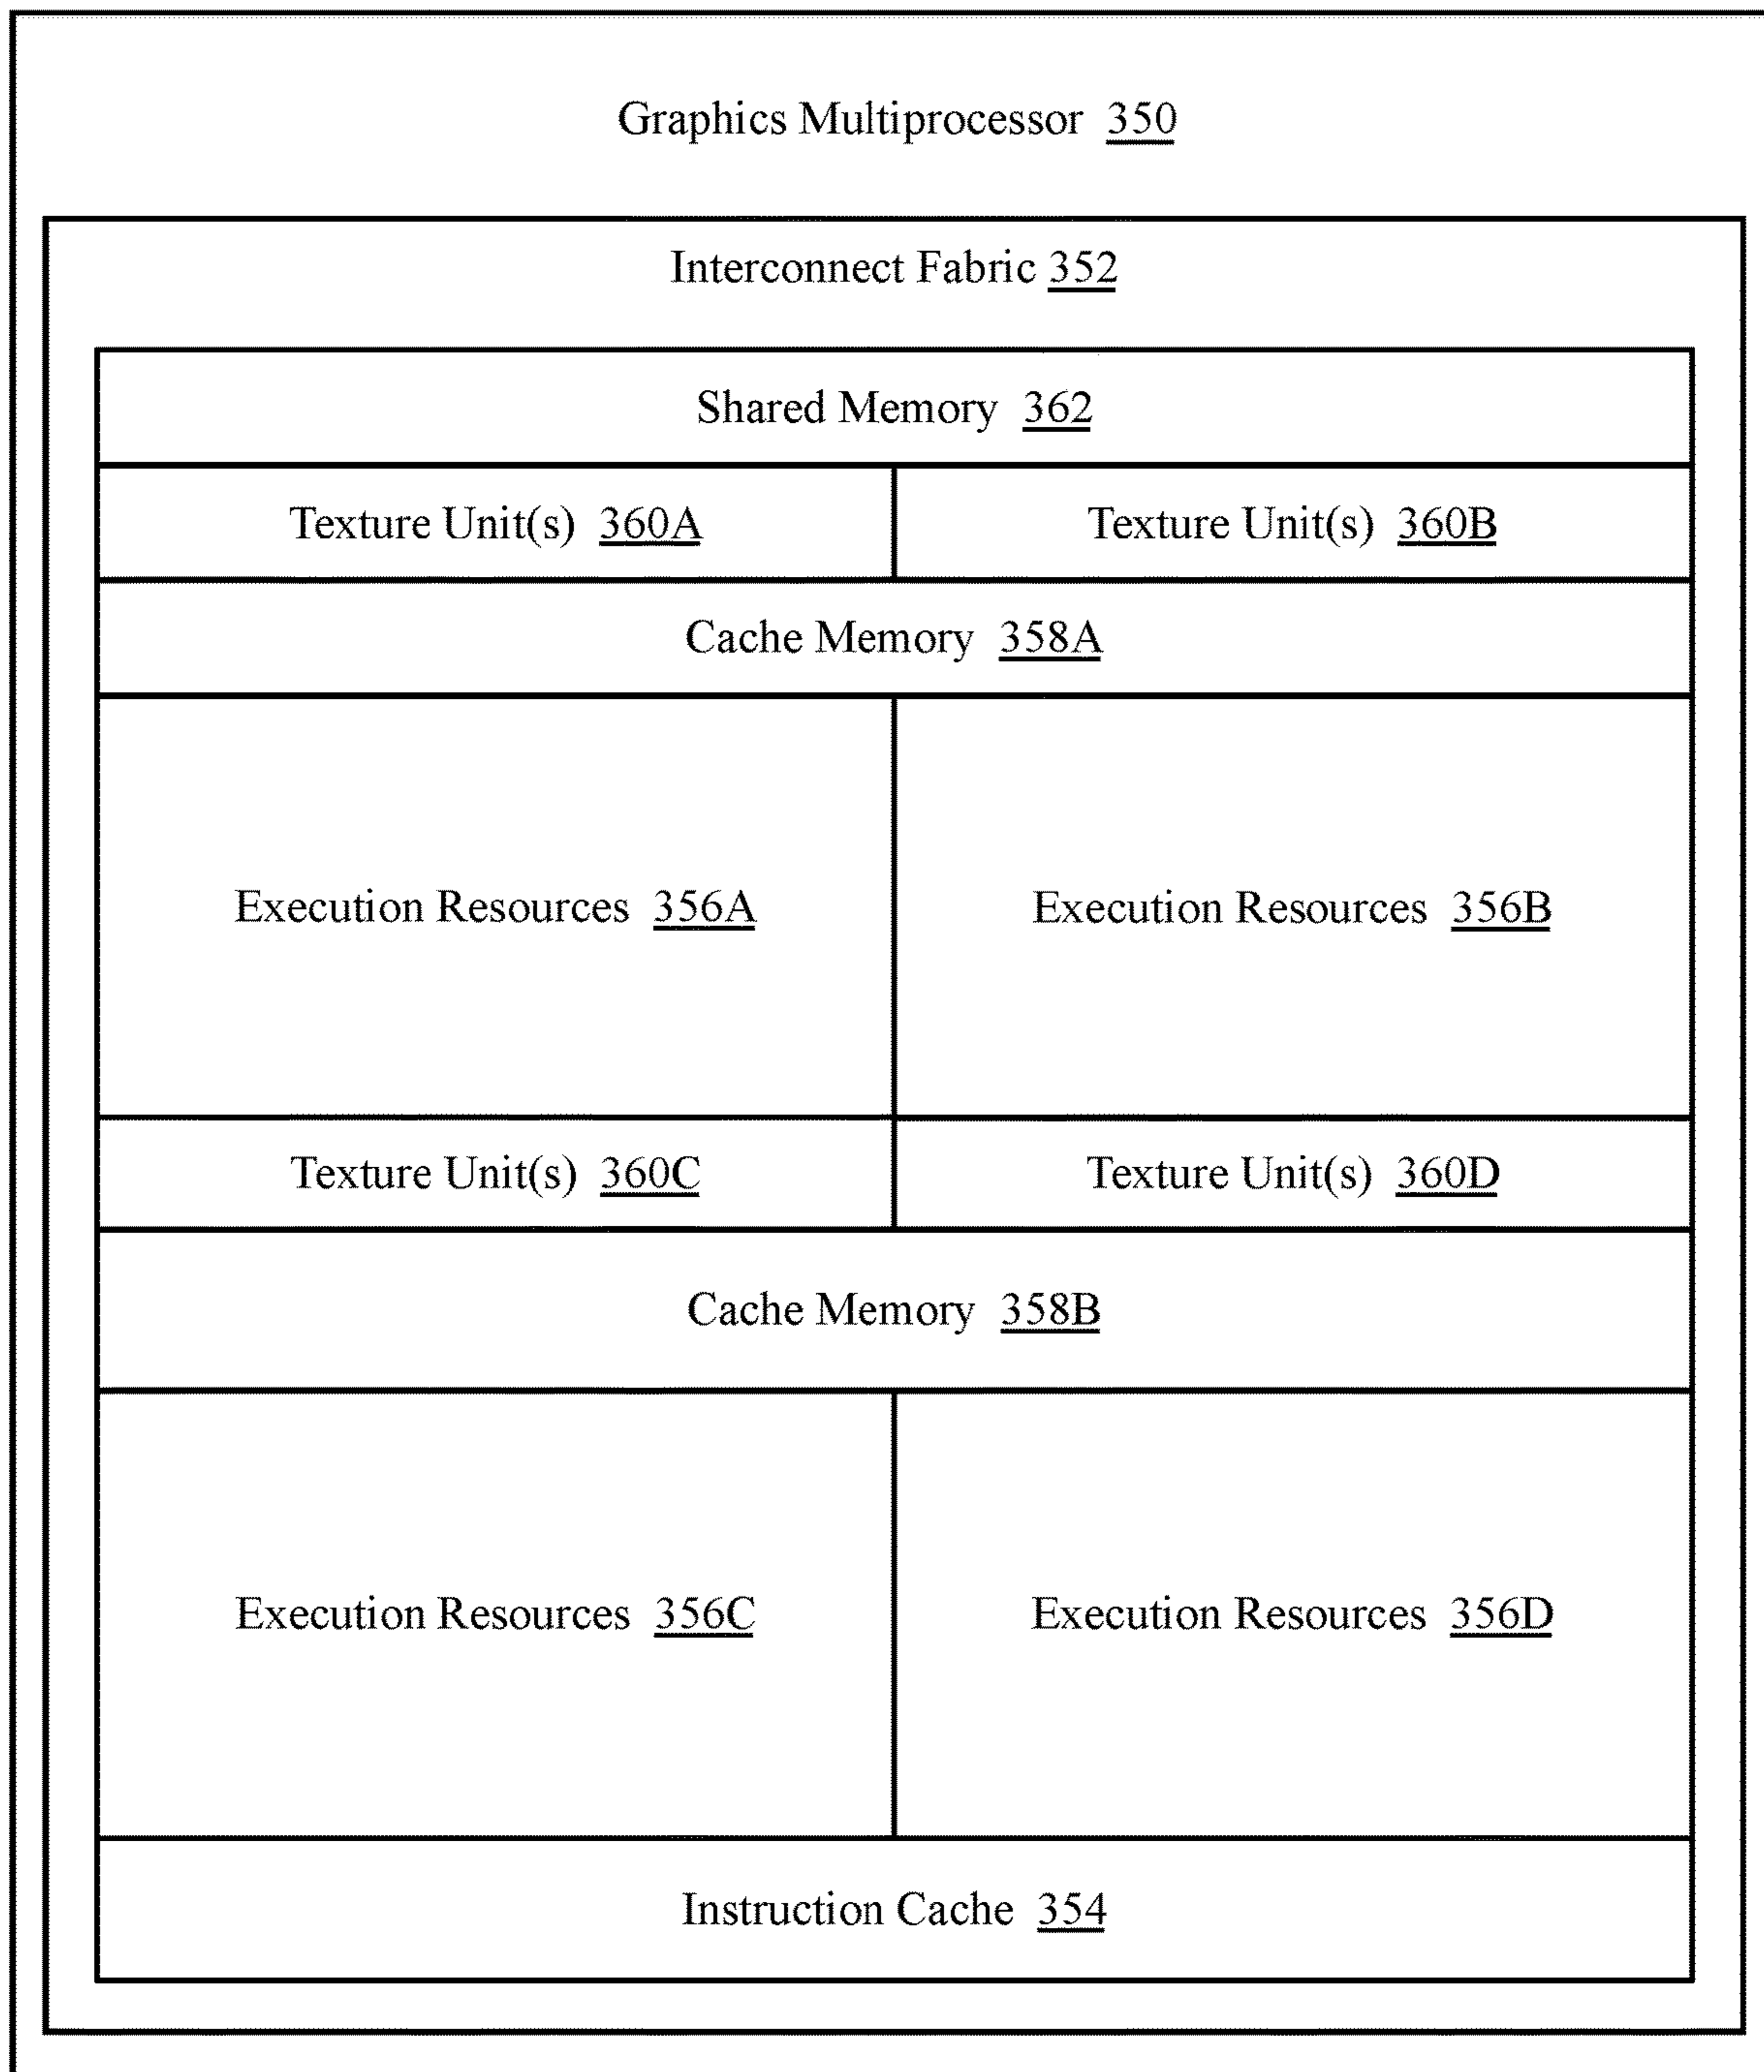 Graphics Multiprocessor 350
Interconnect Fabric 352
Shared Memory 362
Texture Unit(s) 360A
Texture Unit(s) 360B
Cache Memory 358A
Execution Resources 356A
Execution Resources 356B
Texture Unit(s) 360C
Texture Unit(s) 360D
Cache Memory 358B
Execution Resources 356C
Execution Resources 356D
Instruction Cache 354